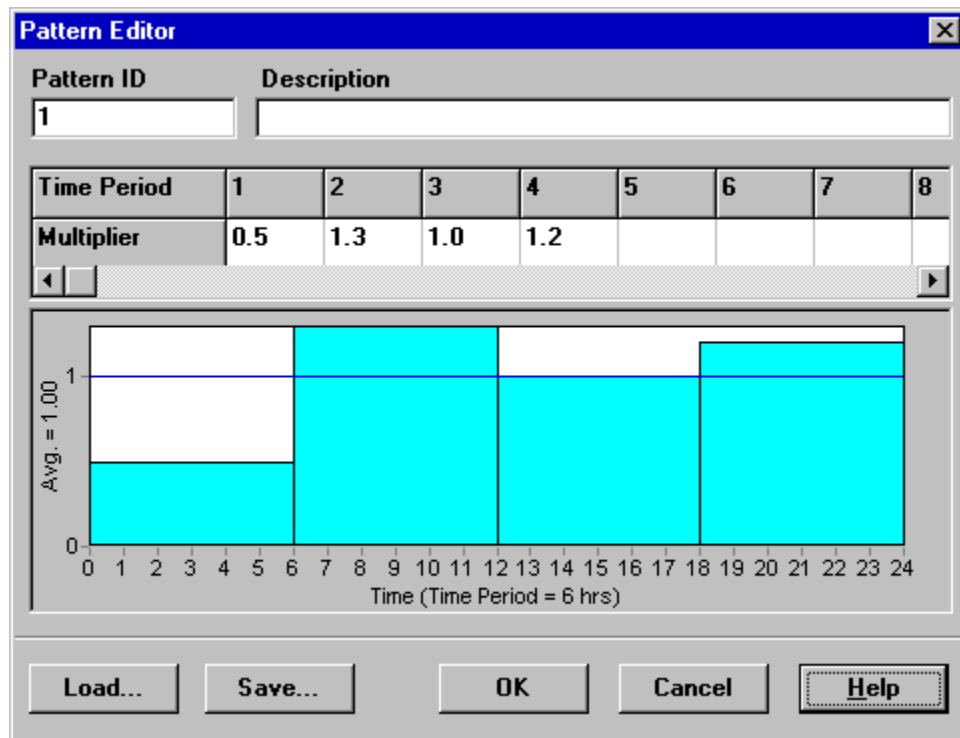 Pattern Editor
Pattern ID Description
1
Time Period 1 2 3 4 5 6 7 8
Multiplier 0.5 1.3 1.0 1.2
Avg. = 1.00
1
0
0 1 2 3 4 5 6 7 8 9 10 11 12 13 14 15 16 17 18 19 20 21 22 23 24
Time (Time Period = 6 hrs)
Load... Save... OK Cancel Help